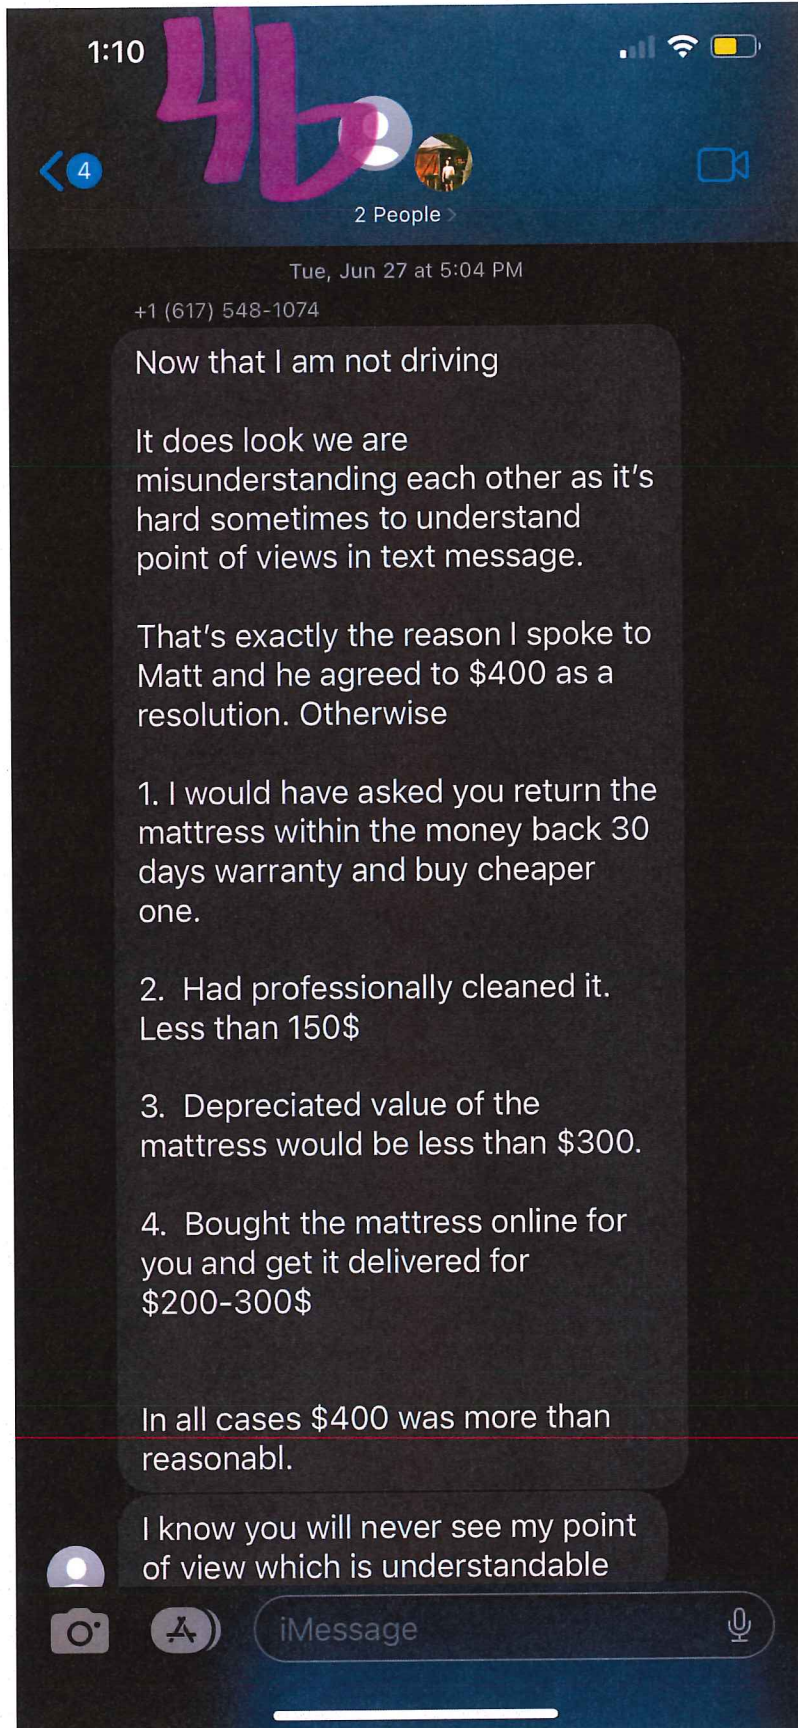 1:10
4b
4
2 People >
Tue, Jun 27 at 5:04 PM
+1 (617) 548-1074
Now that I am not driving
It does look we are
misunderstanding each other as it's
hard sometimes to understand
point of views in text message.
That's exactly the reason I spoke to
Matt and he agreed to $400 as a
resolution. Otherwise
1. I would have asked you return the
mattress within the money back 30
days warranty and buy cheaper
one.
2. Had professionally cleaned it.
Less than 150$
3. Depreciated value of the
mattress would be less than $300.
4. Bought the mattress online for
you and get it delivered for
$200-300$
In all cases $400 was more than
reasonabl.
I know you will never see my point
of view which is understandable
iMessage